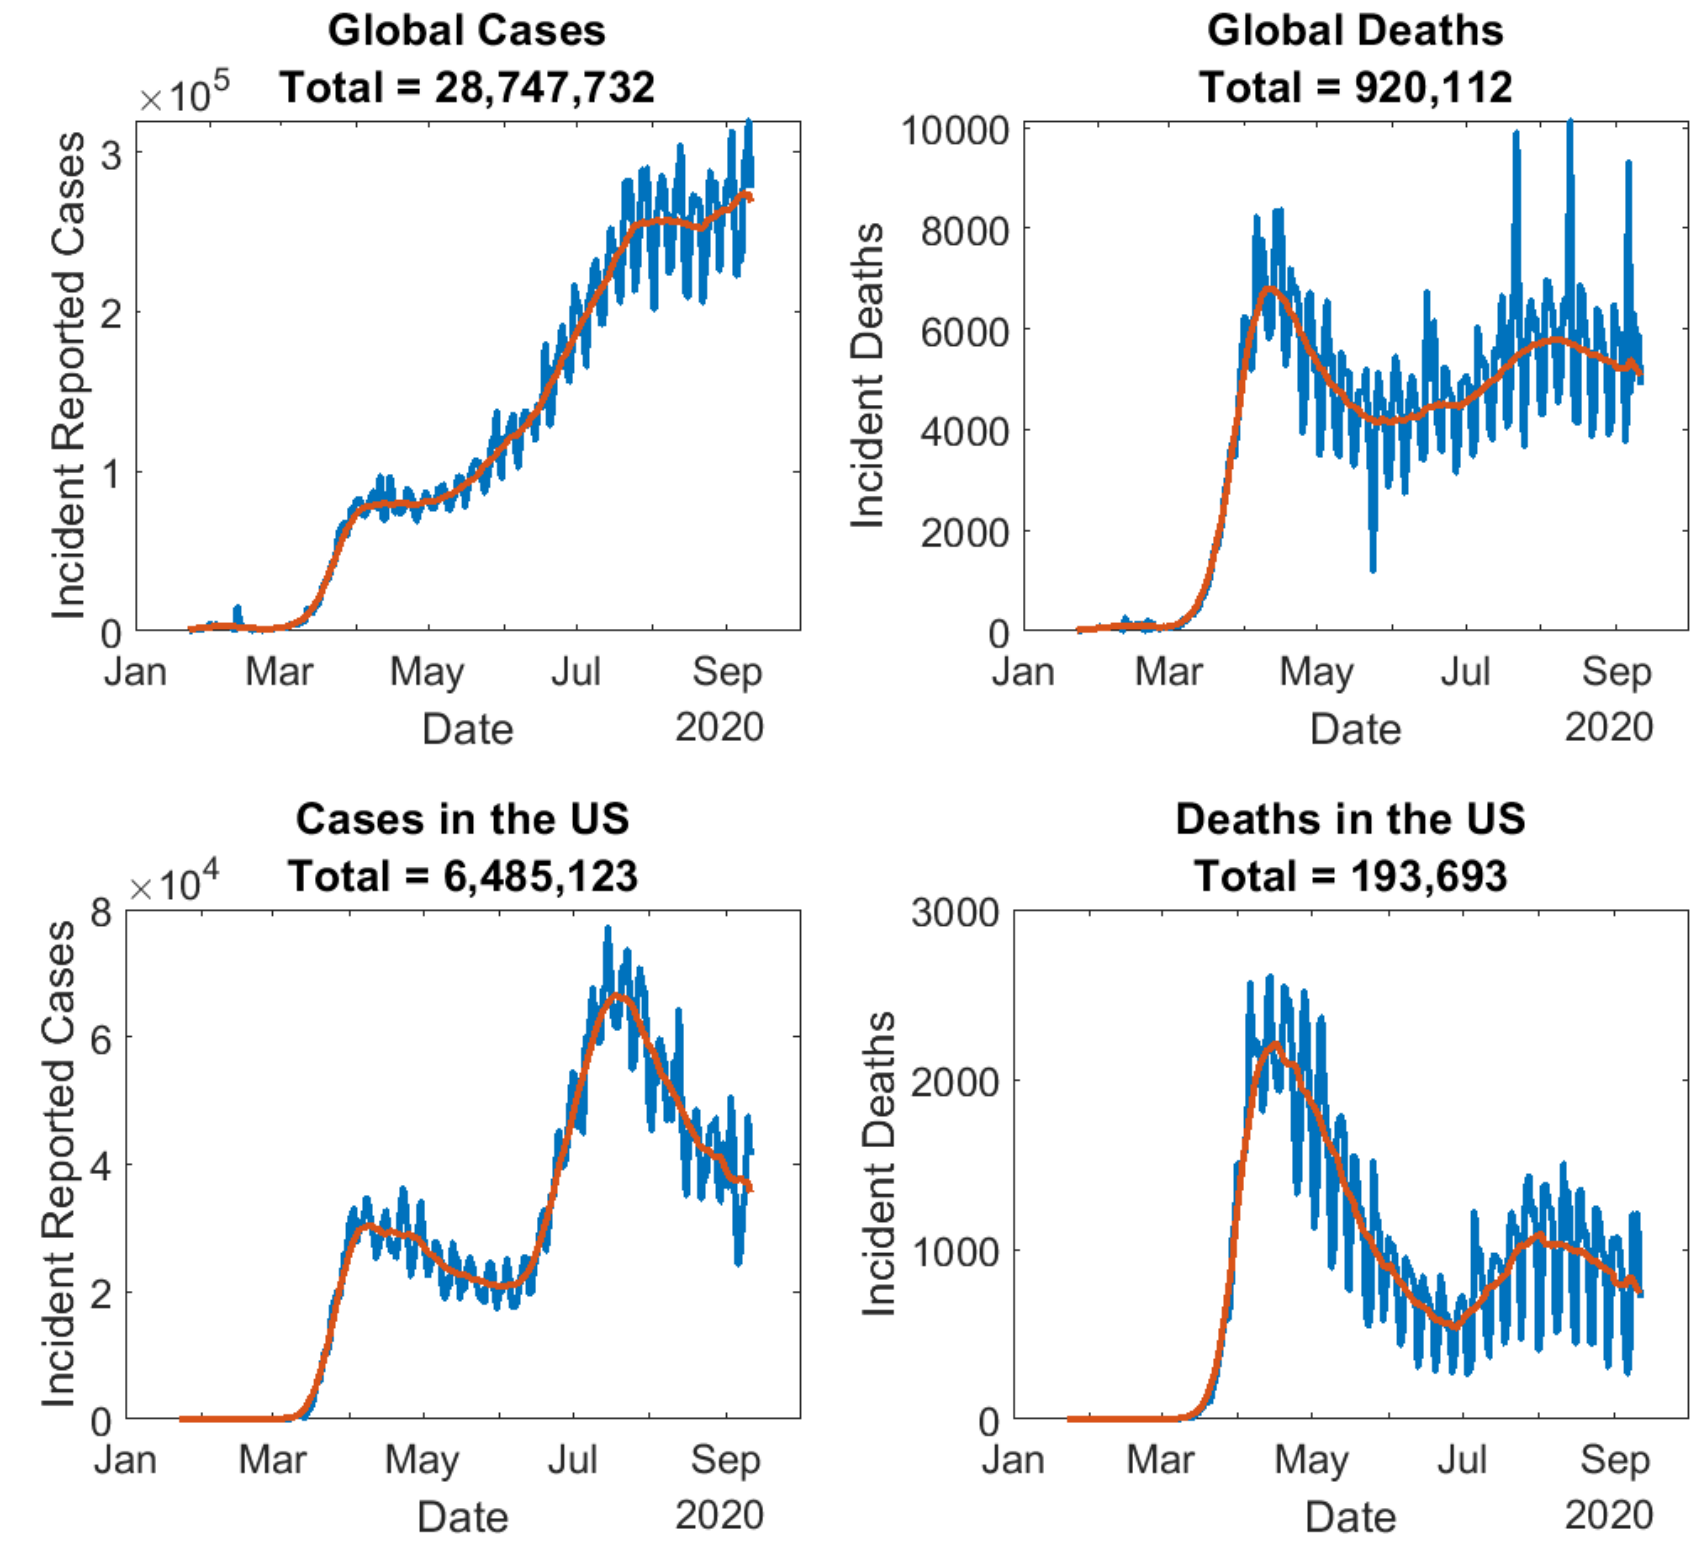 Global Cases
Total = 28,747,732
×10^5
Incident Reported Cases
3
2
1
0
Jan Mar May Jul Sep
Date 2020
Global Deaths
Total = 920,112
Incident Deaths
10000
8000
6000
4000
2000
0
Jan Mar May Jul Sep
Date 2020
Cases in the US
Total = 6,485,123
×10^4
Incident Reported Cases
8
6
4
2
0
Jan Mar May Jul Sep
Date 2020
Deaths in the US
Total = 193,693
Incident Deaths
3000
2000
1000
0
Jan Mar May Jul Sep
Date 2020